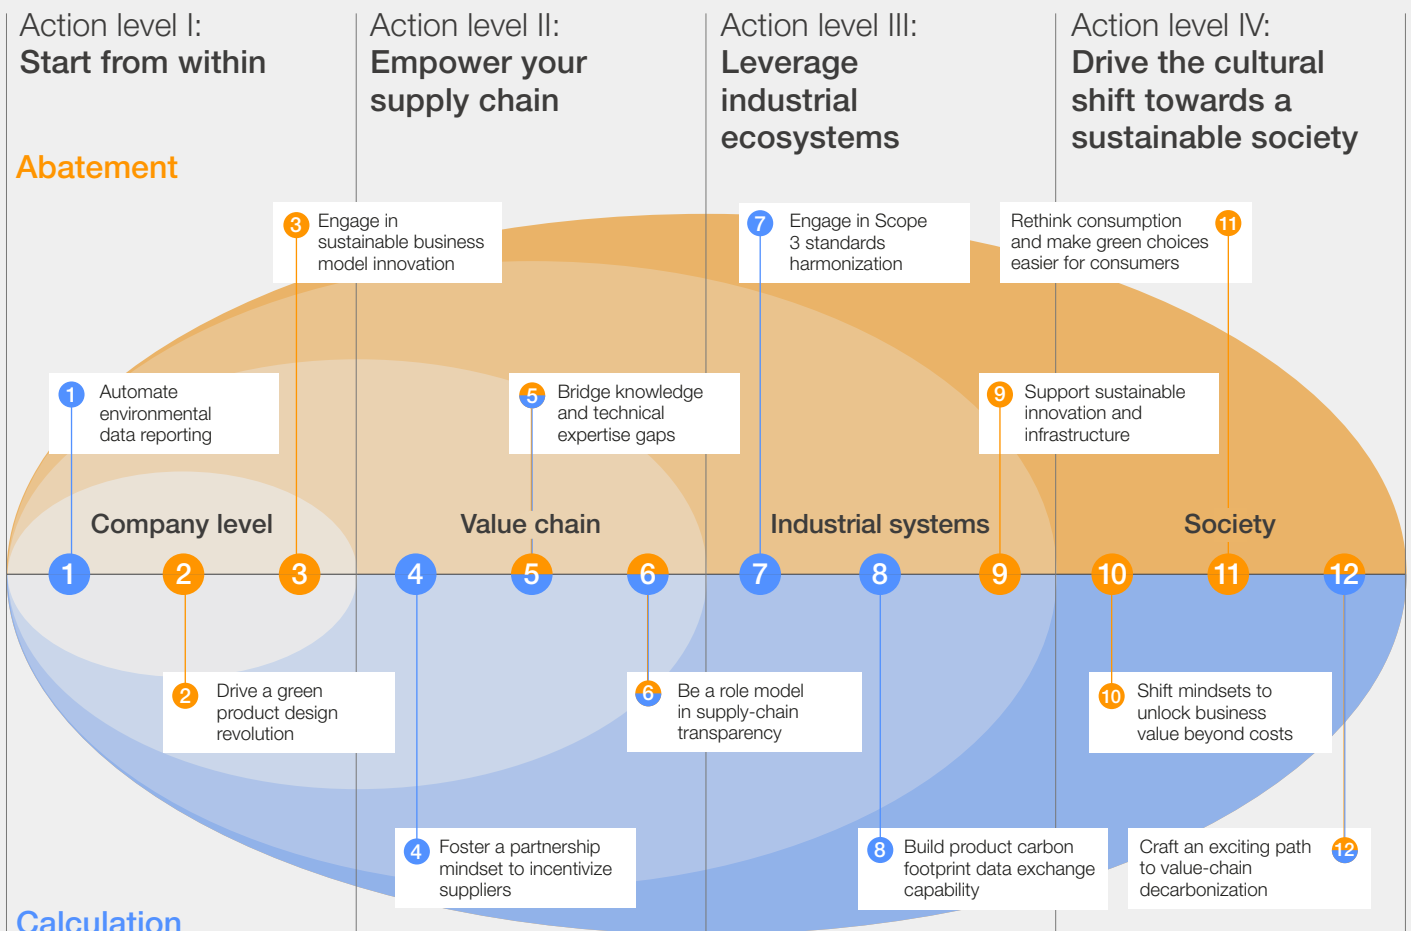 Action level I:
Start from within
Action level II:
Empower your
supply chain
Action level III:
Leverage
industrial
ecosystems
Action level IV:
Drive the cultural
shift towards a
sustainable society
Abatement
3 Engage in
sustainable business
model innovation
7 Engage in Scope
3 standards
harmonization
Rethink consumption 11
and make green choices
easier for consumers
1 Automate
environmental
data reporting
5 Bridge knowledge
and technical
expertise gaps
9 Support sustainable
innovation and
infrastructure
Company level
Value chain
Industrial systems
Society
1 2 3 4 5 6 7 8 9 10 11 12
2 Drive a green
product design
revolution
6 Be a role model
in supply-chain
transparency
10 Shift mindsets to
unlock business
value beyond costs
4 Foster a partnership
mindset to incentivize
suppliers
8 Build product carbon
footprint data exchange
capability
Craft an exciting path 12
to value-chain
decarbonization
Calculation